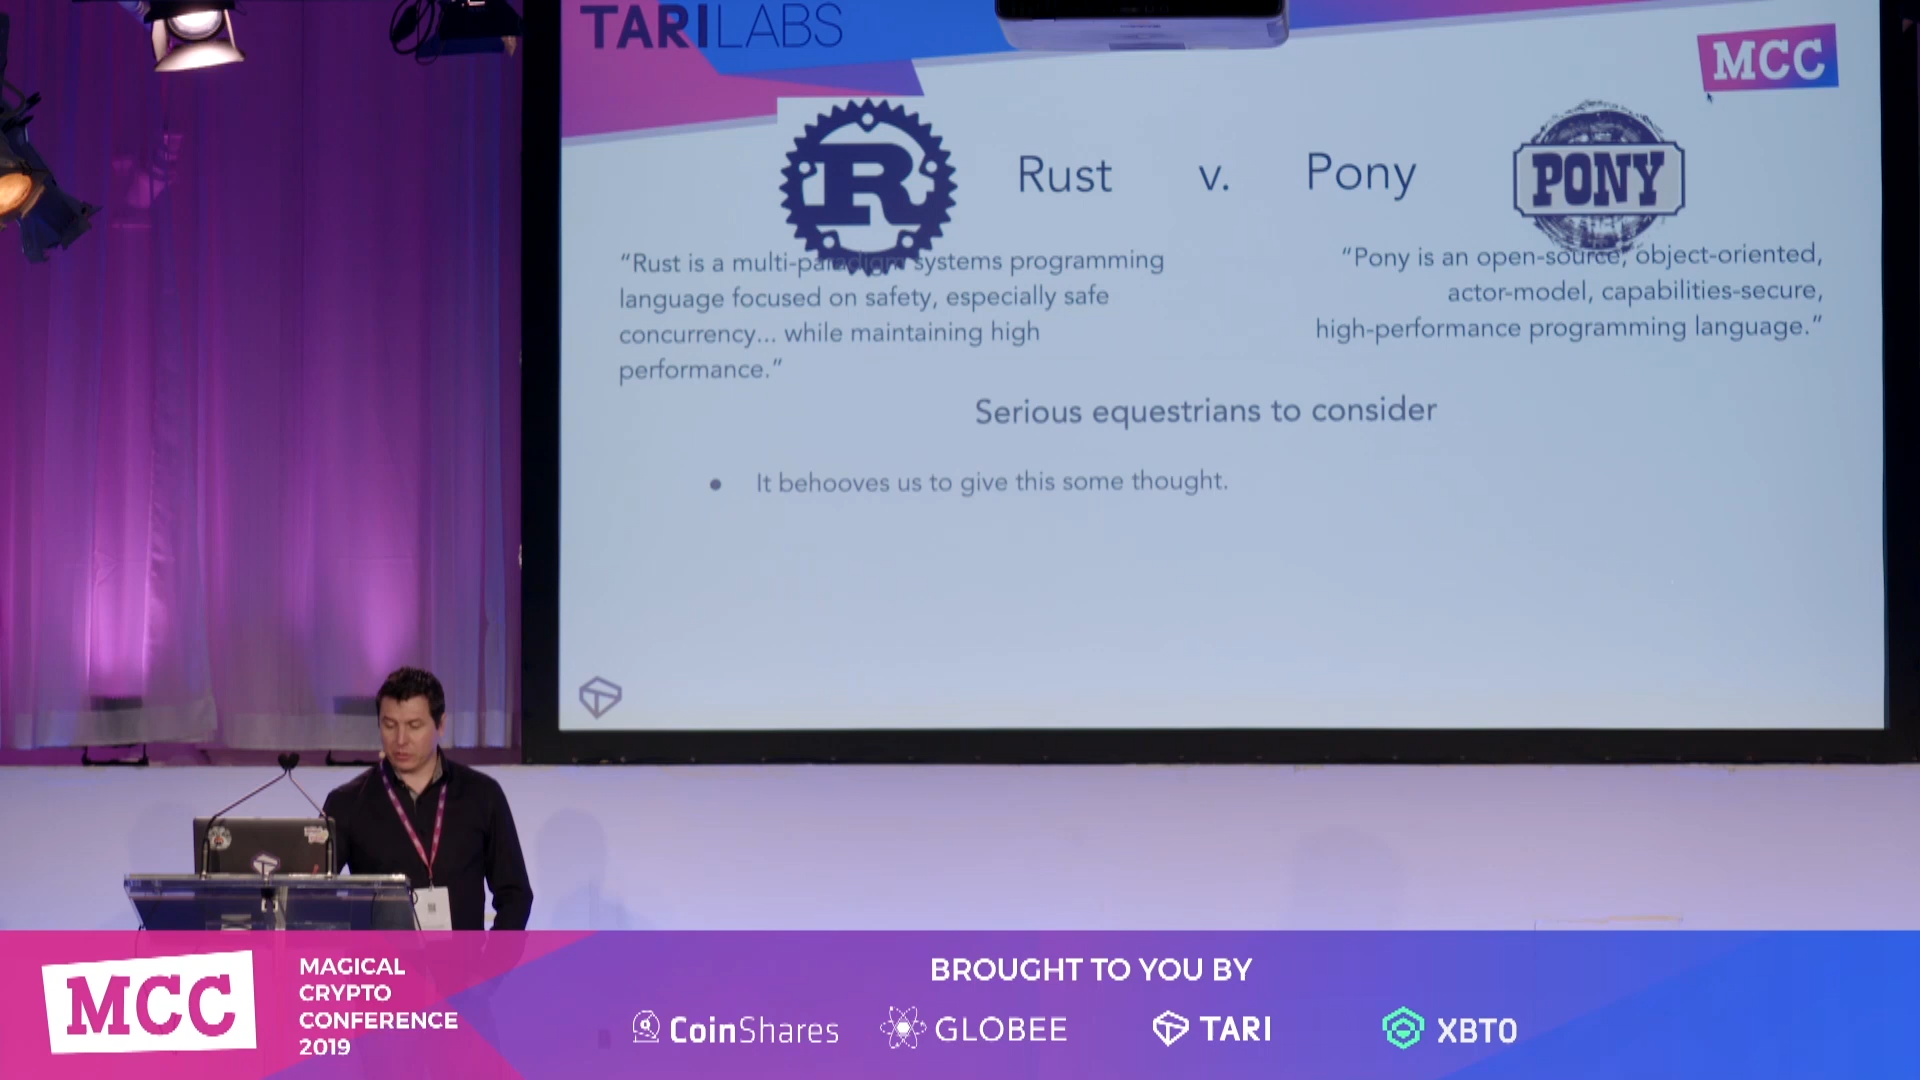 TARILABS
MCC
R
Rust v. Pony
PONY
“Rust is a multi-paradigm systems programming
language focused on safety, especially safe
concurrency... while maintaining high
performance.”
“Pony is an open-source, object-oriented,
actor-model, capabilities-secure,
high-performance programming language.”
Serious equestrians to consider
● It behooves us to give this some thought.
MCC
MAGICAL
CRYPTO
CONFERENCE
2019
BROUGHT TO YOU BY
CoinShares
GLOBEE
TARI
XBTO